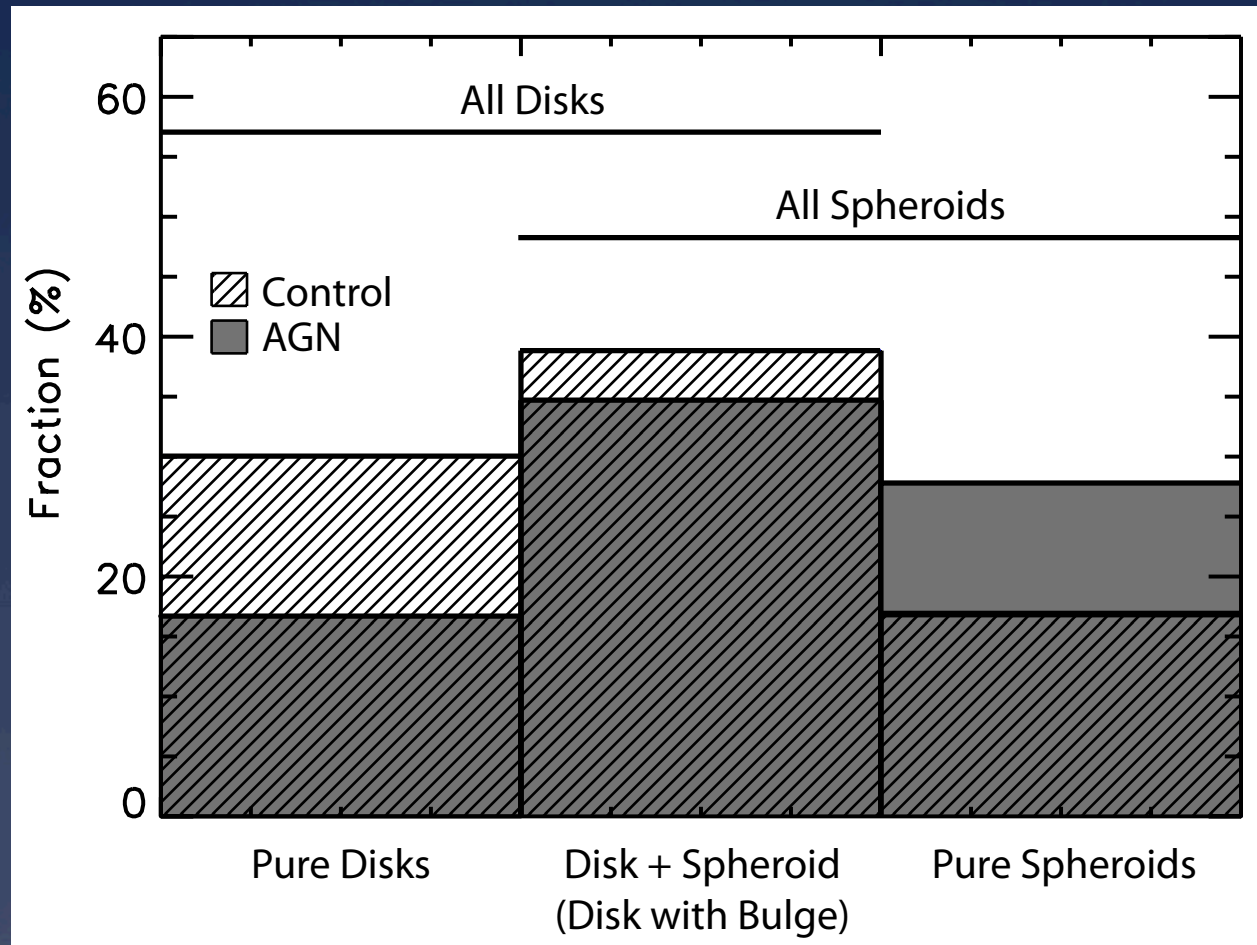 60
All Disks
All Spheroids
Control
AGN
40
Fraction (%)
20
0
Pure Disks
Disk + Spheroid
(Disk with Bulge)
Pure Spheroids